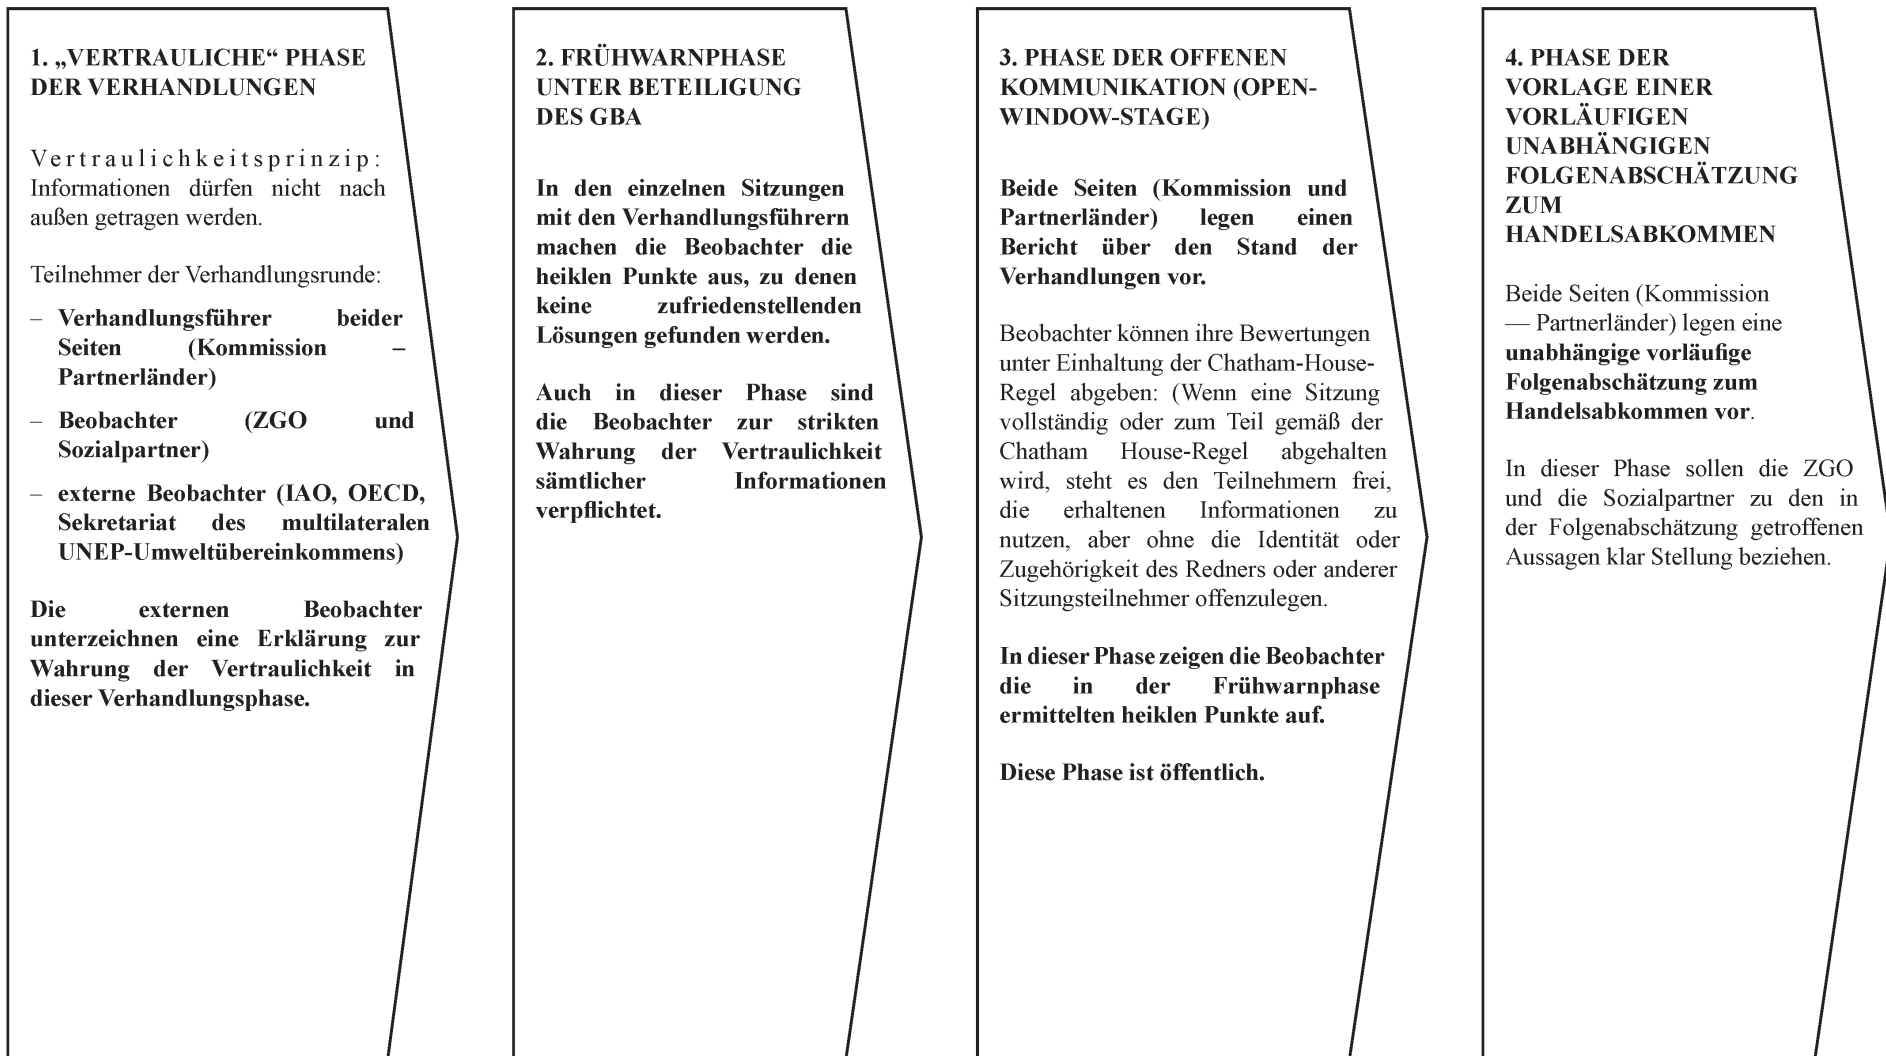 1. „VERTRAULICHE“ PHASE
DER VERHANDLUNGEN
Vertraulichkeitsprinzip:
Informationen dürfen nicht nach
außen getragen werden.
Teilnehmer der Verhandlungsrunde:
– Verhandlungsführer beider
Seiten (Kommission –
Partnerländer)
– Beobachter (ZGO und
Sozialpartner)
– externe Beobachter (IAO, OECD,
Sekretariat des multilateralen
UNEP-Umweltübereinkommens)
Die externen Beobachter
unterzeichnen eine Erklärung zur
Wahrung der Vertraulichkeit in
dieser Verhandlungsphase.
2. FRÜHWARNPHASE
UNTER BETEILIGUNG
DES GBA
In den einzelnen Sitzungen
mit den Verhandlungsführern
machen die Beobachter die
heiklen Punkte aus, zu denen
keine zufriedenstellenden
Lösungen gefunden werden.
Auch in dieser Phase sind
die Beobachter zur strikten
Wahrung der Vertraulichkeit
sämtlicher Informationen
verpflichtet.
3. PHASE DER OFFENEN
KOMMUNIKATION (OPEN-
WINDOW-STAGE)
Beide Seiten (Kommission und
Partnerländer) legen einen
Bericht über den Stand der
Verhandlungen vor.
Beobachter können ihre Bewertungen
unter Einhaltung der Chatham-House-
Regel abgeben: (Wenn eine Sitzung
vollständig oder zum Teil gemäß der
Chatham House-Regel abgehalten
wird, steht es den Teilnehmern frei,
die erhaltenen Informationen zu
nutzen, aber ohne die Identität oder
Zugehörigkeit des Redners oder anderer
Sitzungsteilnehmer offenzulegen.
In dieser Phase zeigen die Beobachter
die in der Frühwarnphase
ermittelten heiklen Punkte auf.
Diese Phase ist öffentlich.
4. PHASE DER
VORLAGE EINER
VORLÄUFIGEN
UNABHÄNGIGEN
FOLGENABSCHÄTZUNG
ZUM
HANDELSABKOMMEN
Beide Seiten (Kommission
— Partnerländer) legen eine
unabhängige vorläufige
Folgenabschätzung zum
Handelsabkommen vor.
In dieser Phase sollen die ZGO
und die Sozialpartner zu den in
der Folgenabschätzung getroffenen
Aussagen klar Stellung beziehen.